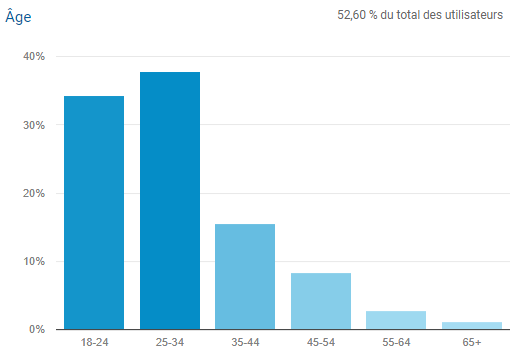 Âge
52,60 % du total des utilisateurs
40%
30%
20%
10%
0%
18-24 25-34 35-44 45-54 55-64 65+